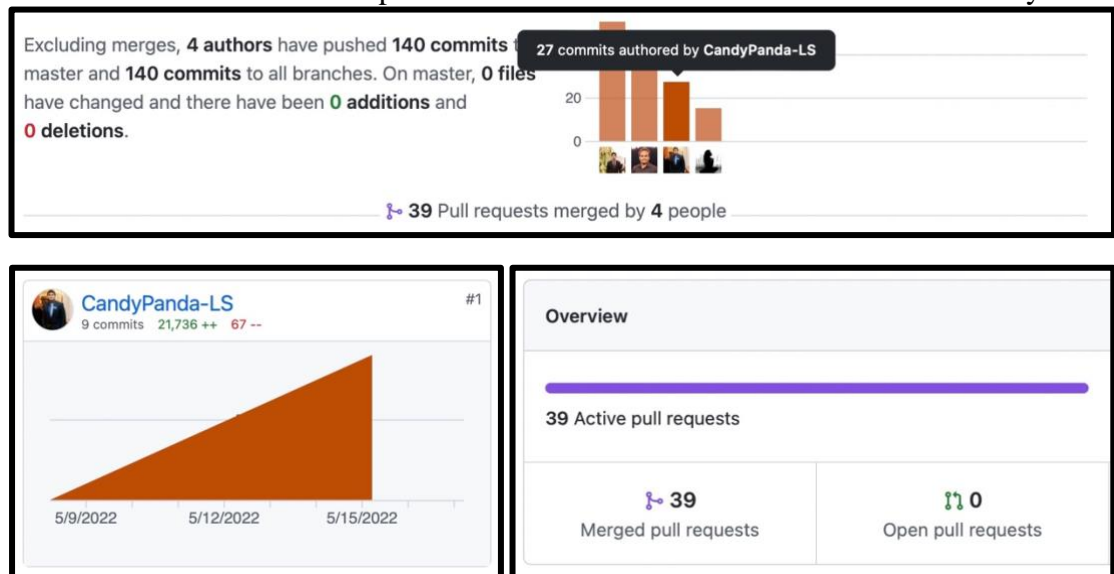 Excluding merges, 4 authors have pushed 140 commits
master and 140 commits to all branches. On master, 0 files
have changed and there have been 0 additions and
0 deletions.
27 commits authored by CandyPanda-LS
20
0
39 Pull requests merged by 4 people
CandyPanda-LS
#1
9 commits 21,736 ++ 67 --
5/9/2022 5/12/2022 5/15/2022
Overview
39 Active pull requests
39
Merged pull requests
0
Open pull requests